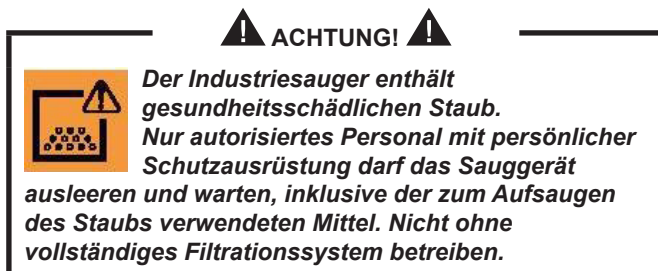 ACHTUNG!
Der Industriesauger enthält
gesundheitsschädlichen Staub.
Nur autorisiertes Personal mit persönlicher
Schutzausrüstung darf das Sauggerät
ausleeren und warten, inklusive der zum Aufsaugen
des Staubs verwendeten Mittel. Nicht ohne
vollständiges Filtrationssystem betreiben.